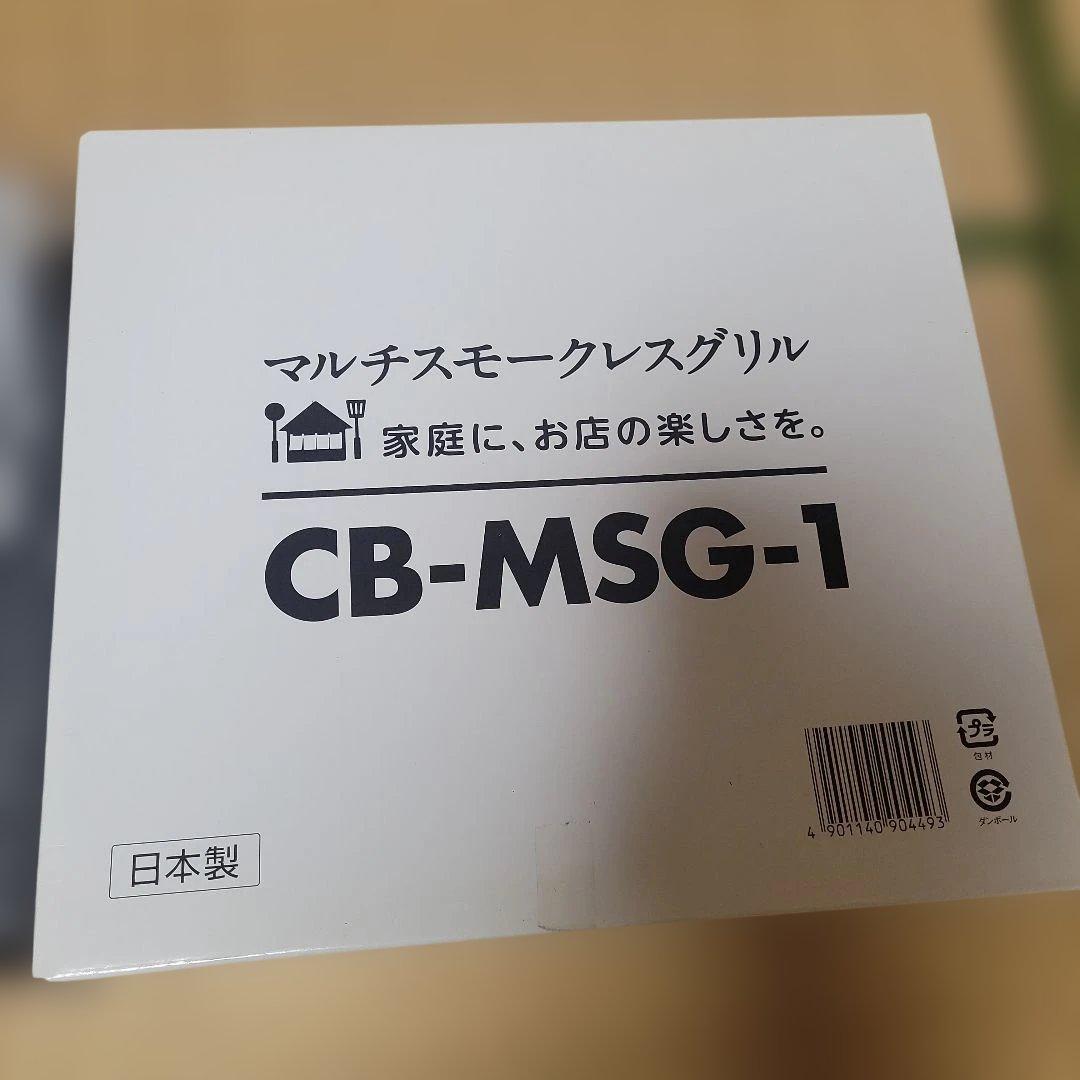 マルチスモークレスグリル
家庭に、お店の楽しさを。
CB-MSG-1
プラ
包材
4 901140 904493
ダンボール
日本製